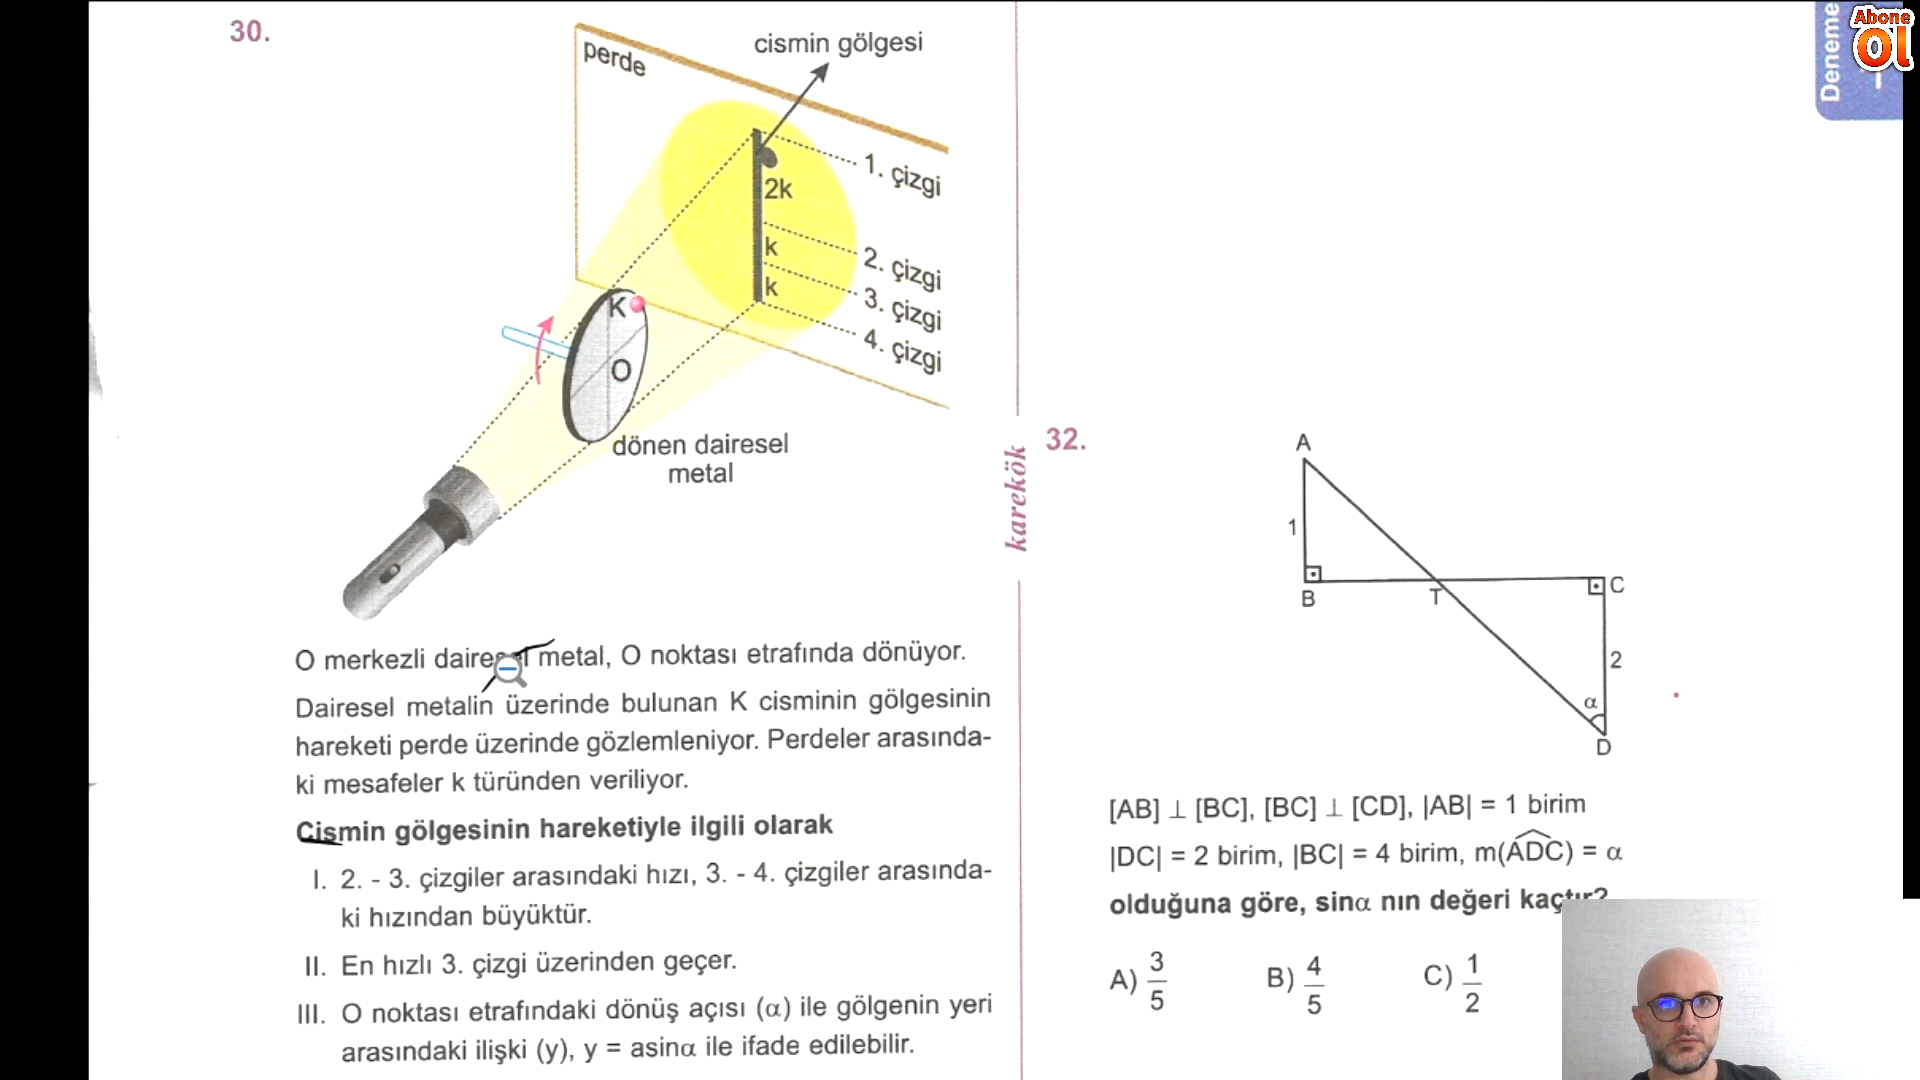 30.
perde
cismin gölgesi
1. çizgi
2k
2. çizgi
k
3. çizgi
k
4. çizgi
K
O
dönen dairesel
metal
O merkezli dairesel metal, O noktası etrafında dönüyor.
Dairesel metalin üzerinde bulunan K cisminin gölgesinin
hareketi perde üzerinde gözlemleniyor. Perdeler arasında-
ki mesafeler k türünden veriliyor.
Cismin gölgesinin hareketiyle ilgili olarak
I. 2. - 3. çizgiler arasındaki hızı, 3. - 4. çizgiler arasında-
ki hızından büyüktür.
II. En hızlı 3. çizgi üzerinden geçer.
III. O noktası etrafındaki dönüş açısı (α) ile gölgenin yeri
arasındaki ilişki (y), y = asinα ile ifade edilebilir.
karekök
Deneme
Abone
Ol
32.
A
1
B
T
C
2
α
D
[AB] ⊥ [BC], [BC] ⊥ [CD], |AB| = 1 birim
|DC| = 2 birim, |BC| = 4 birim, m(ADC) = α
olduğuna göre, sinα nın değeri kaçtır?
A) 3/5 B) 4/5 C) 1/2